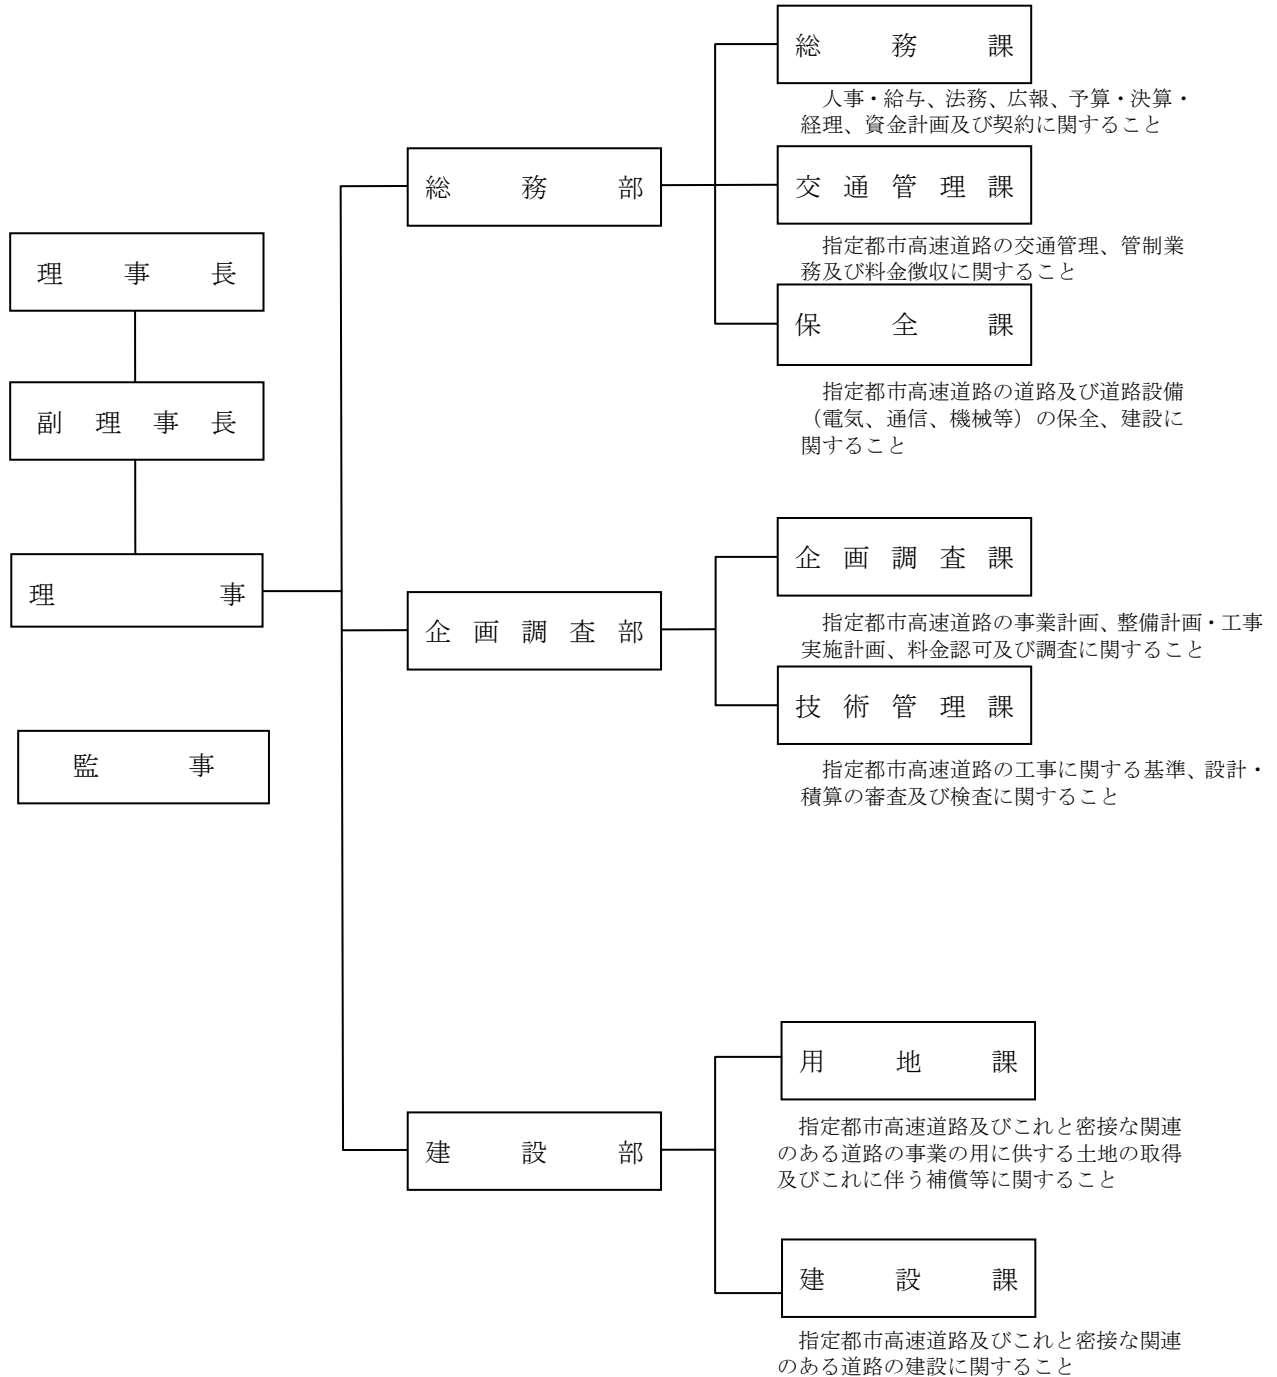 理事長
副理事長
理事
監事
総務部
総務課
人事・給与、法務、広報、予算・決算・
経理、資金計画及び契約に関すること
交通管理課
指定都市高速道路の交通管理、管制業
務及び料金徴収に関すること
保全課
指定都市高速道路の道路及び道路設備
（電気、通信、機械等）の保全、建設に
関すること
企画調査部
企画調査課
指定都市高速道路の事業計画、整備計画・工事
実施計画、料金認可及び調査に関すること
技術管理課
指定都市高速道路の工事に関する基準、設計・
積算の審査及び検査に関すること
建設部
用地課
指定都市高速道路及びこれと密接な関連
のある道路の事業の用に供する土地の取得
及びこれに伴う補償等に関すること
建設課
指定都市高速道路及びこれと密接な関連
のある道路の建設に関すること